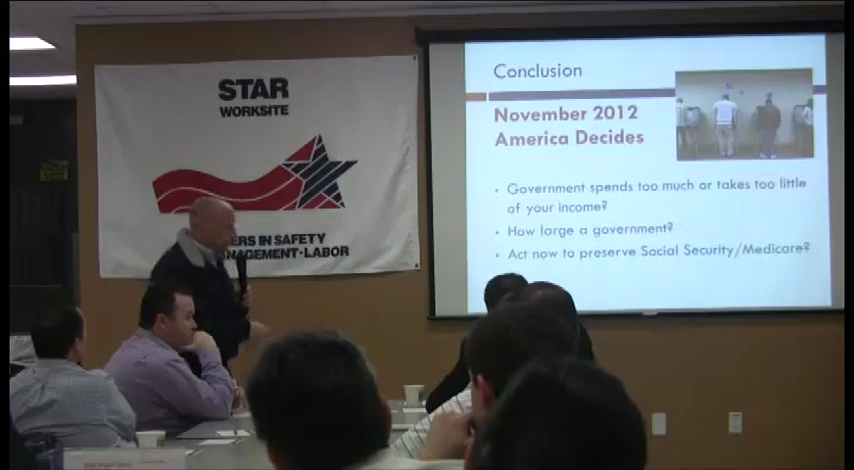 STAR
WORKSITE
ERS IN SAFETY
NAGEMENT·LABOR
Conclusion
November 2012
America Decides
• Government spends too much or takes too little
of your income?
• How large a government?
• Act now to preserve Social Security/Medicare?